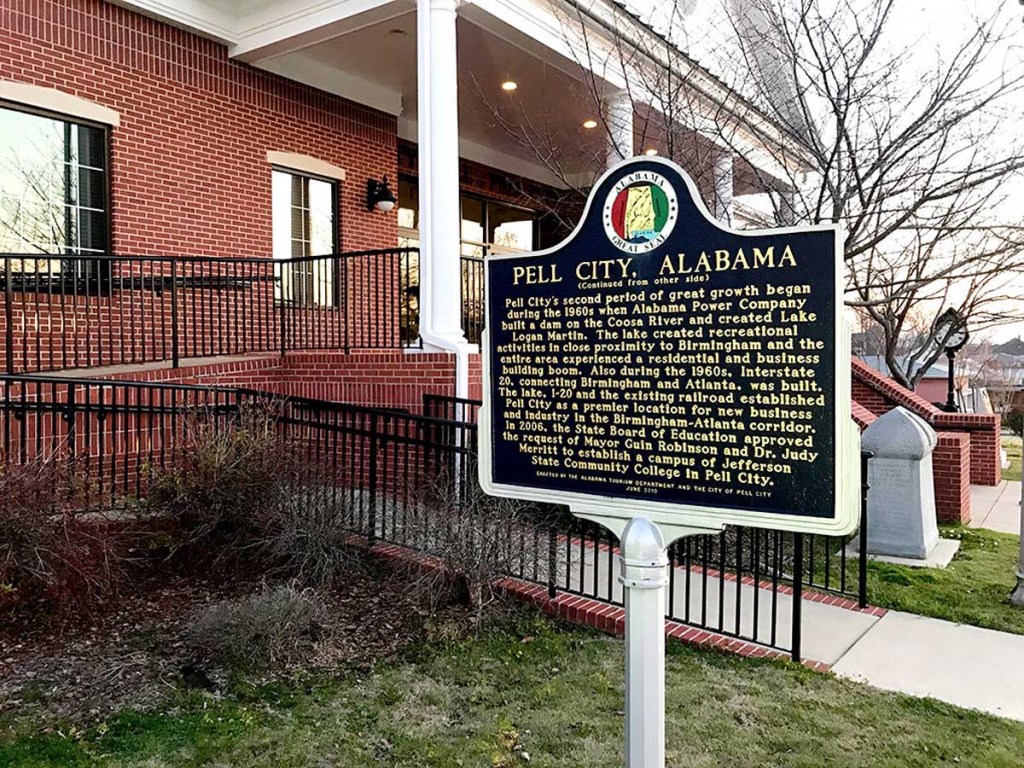 ALABAMA
GREAT SEAL
PELL CITY, ALABAMA
(Continued from other side)
Pell City's second period of great growth began
during the 1960s when Alabama Power Company
built a dam on the Coosa River and created Lake
Logan Martin. The lake created recreational
activities in close proximity to Birmingham and the
entire area experienced a residential and business
building boom. Also during the 1960s, Interstate
20, connecting Birmingham and Atlanta, was built.
The lake, I-20 and the existing railroad established
Pell City as a premier location for new business
and industry in the Birmingham-Atlanta corridor.
In 2006, the State Board of Education approved
the request of Mayor Guin Robinson and Dr. Judy
Merritt to establish a campus of Jefferson
State Community College in Pell City.
ERECTED BY THE ALABAMA TOURISM DEPARTMENT AND THE CITY OF PELL CITY
JUNE 2010